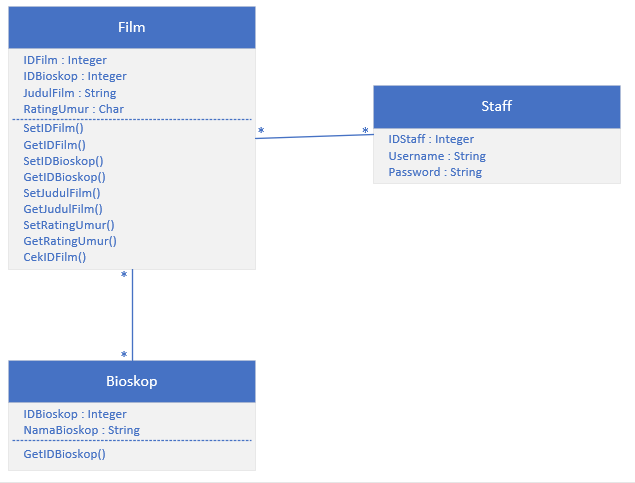 Film
IDFilm : Integer
IDBioskop : Integer
JudulFilm : String
RatingUmur : Char
SetIDFilm()
GetIDFilm()
SetIDBioskop()
GetIDBioskop()
SetJudulFilm()
GetJudulFilm()
SetRatingUmur()
GetRatingUmur()
CekIDFilm()
*
*
Staff
IDStaff : Integer
Username : String
Password : String
*
*
Bioskop
IDBioskop : Integer
NamaBioskop : String
GetIDBioskop()